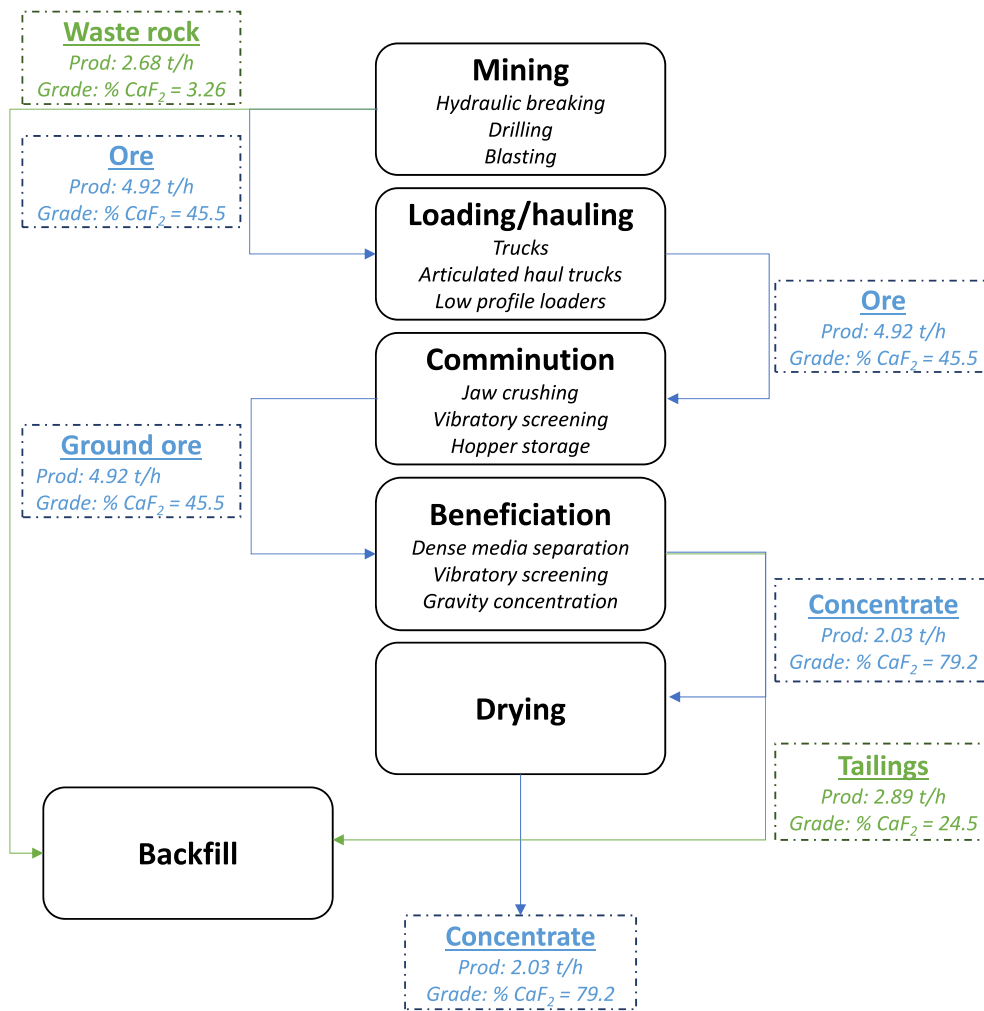 Waste rock
Prod: 2.68 t/h
Grade: % CaF₂ = 3.26
Mining
Hydraulic breaking
Drilling
Blasting
Ore
Prod: 4.92 t/h
Grade: % CaF₂ = 45.5
Loading/hauling
Trucks
Articulated haul trucks
Low profile loaders
Ore
Prod: 4.92 t/h
Grade: % CaF₂ = 45.5
Comminution
Jaw crushing
Vibratory screening
Hopper storage
Ground ore
Prod: 4.92 t/h
Grade: % CaF₂ = 45.5
Beneficiation
Dense media separation
Vibratory screening
Gravity concentration
Concentrate
Prod: 2.03 t/h
Grade: % CaF₂ = 79.2
Drying
Tailings
Prod: 2.89 t/h
Grade: % CaF₂ = 24.5
Backfill
Concentrate
Prod: 2.03 t/h
Grade: % CaF₂ = 79.2